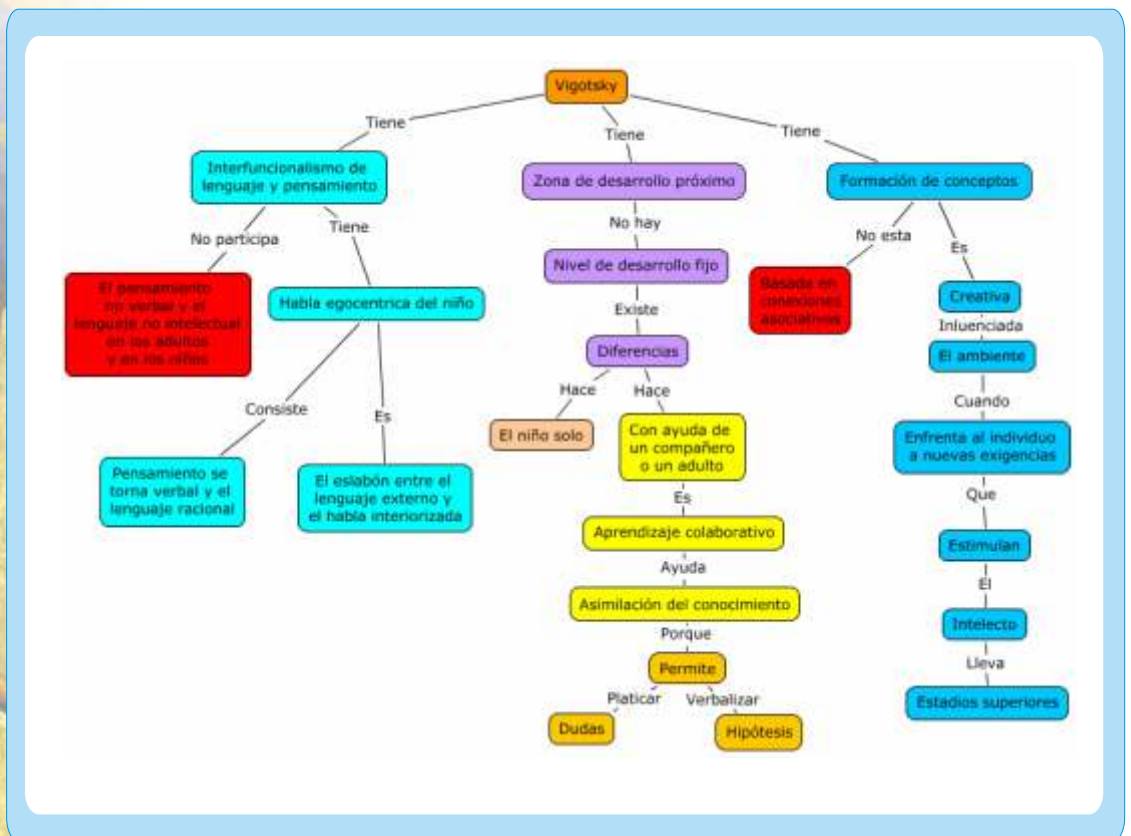 Vigotsky
Tiene
Tiene
Tiene
Interfuncionalismo de
lenguaje y pensamiento
Zona de desarrollo próximo
Formación de conceptos
No participa
Tiene
No hay
No esta
Es
El pensamiento
no verbal y el
lenguaje no intelectual
en los adultos
y en los niños
Habla egocentrica del niño
Nivel de desarrollo fijo
Basada en
conexiones
asociativas
Creativa
Existe
Inluenciada
Diferencias
El ambiente
Hace
Hace
Cuando
Consiste
Es
El niño solo
Con ayuda de
un compañero
o un adulto
Enfrenta al individuo
a nuevas exigencias
Pensamiento se
torna verbal y el
lenguaje racional
El eslabón entre el
lenguaje externo y
el habla interiorizada
Es
Que
Aprendizaje colaborativo
Estimulan
Ayuda
El
Asimilación del conocimiento
Intelecto
Porque
Lleva
Permite
Estadios superiores
Platicar
Verbalizar
Dudas
Hipótesis